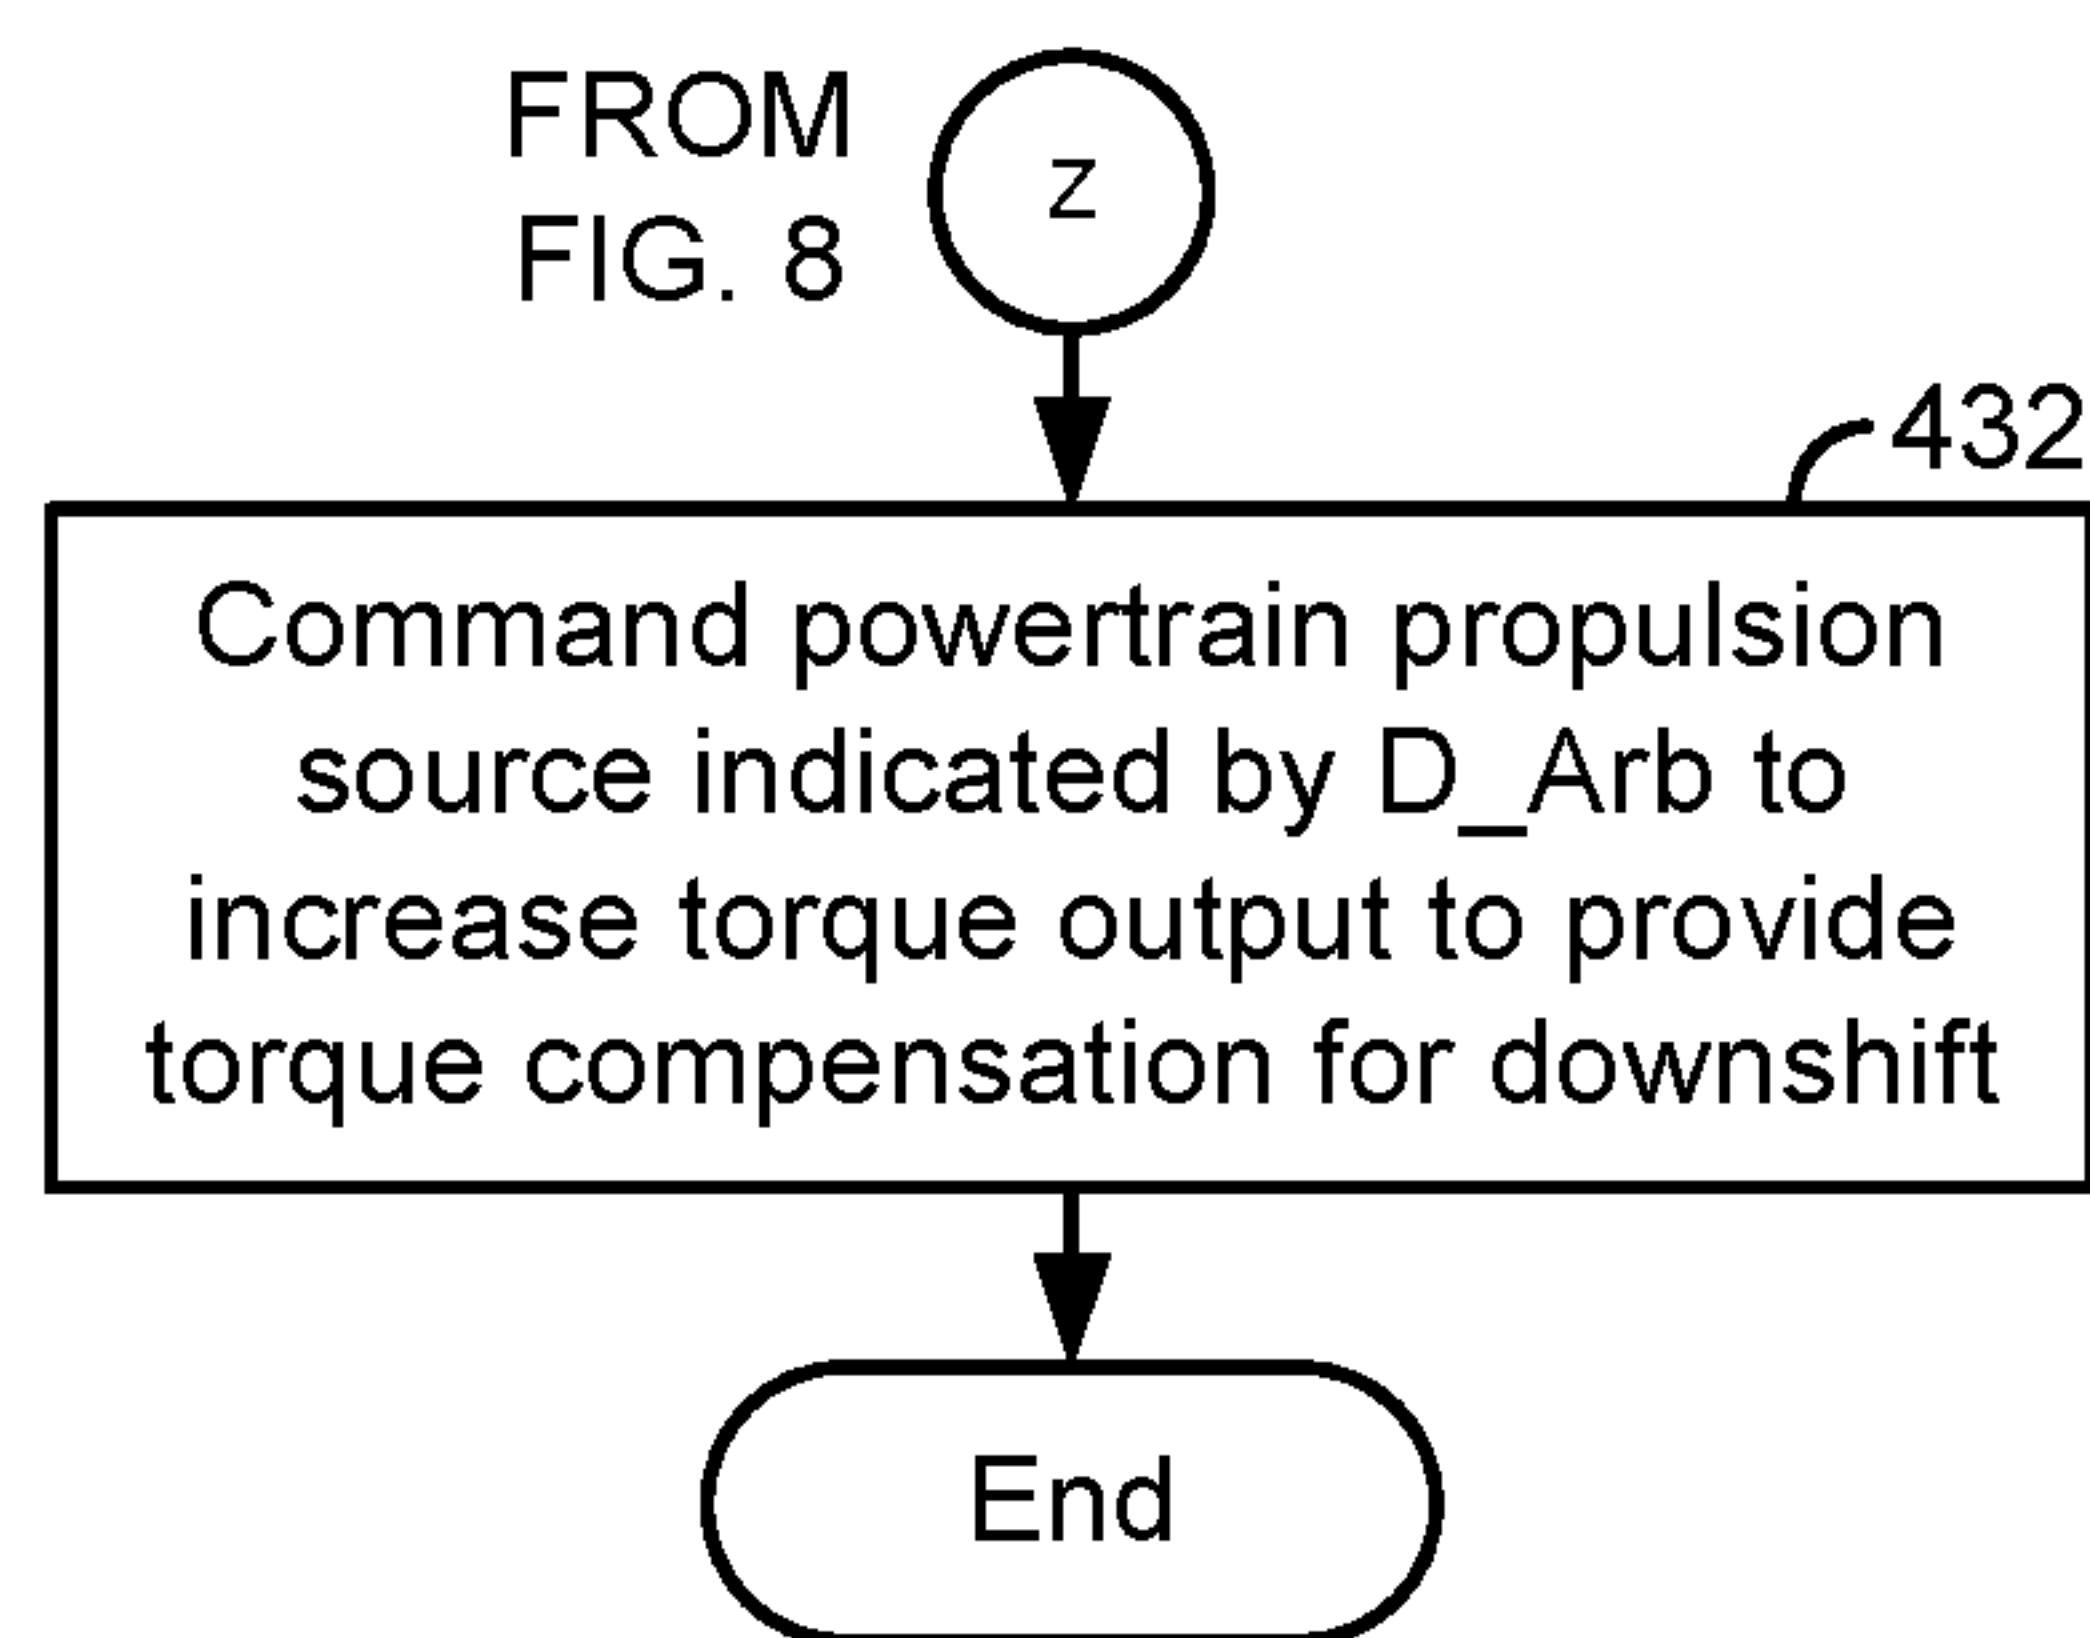 FROM
FIG. 8
Z
432
Command powertrain propulsion
source indicated by D_Arb to
increase torque output to provide
torque compensation for downshift
End